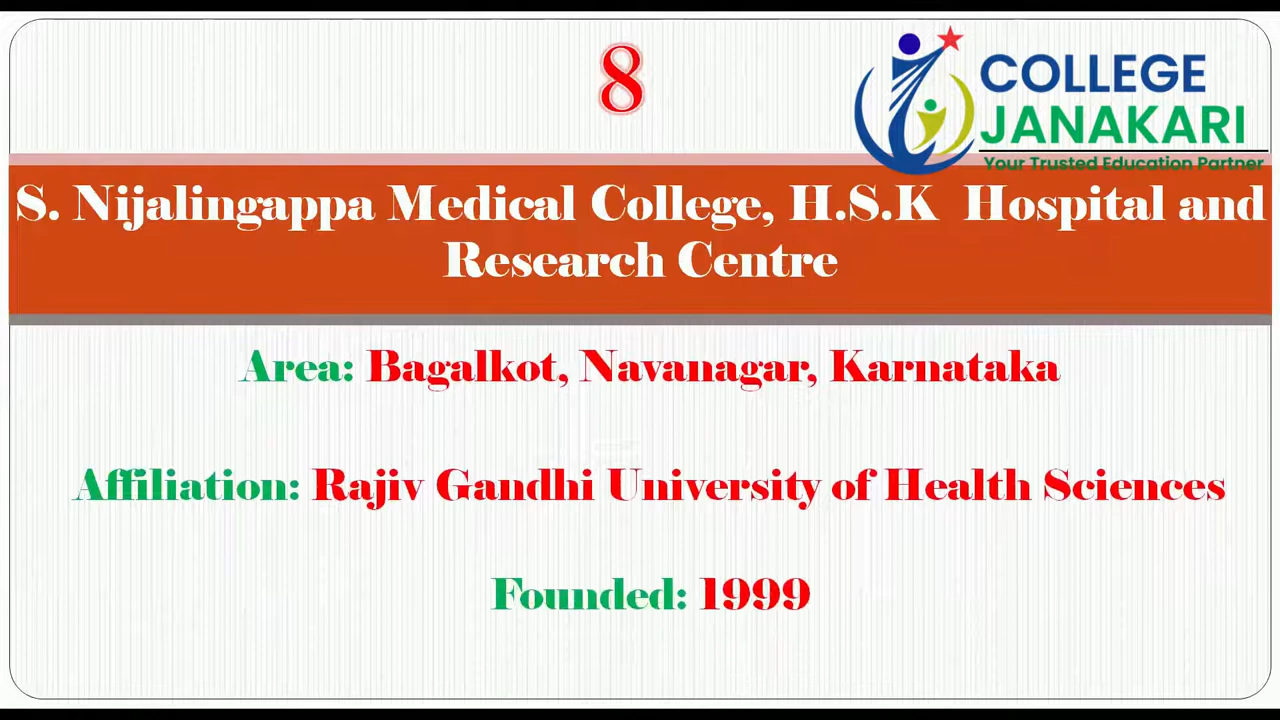 8
COLLEGE
JANAKARI
Your Trusted Education Partner
S. Nijalingappa Medical College, H.S.K Hospital and
Research Centre
Area: Bagalkot, Navanagar, Karnataka
Affiliation: Rajiv Gandhi University of Health Sciences
Founded: 1999